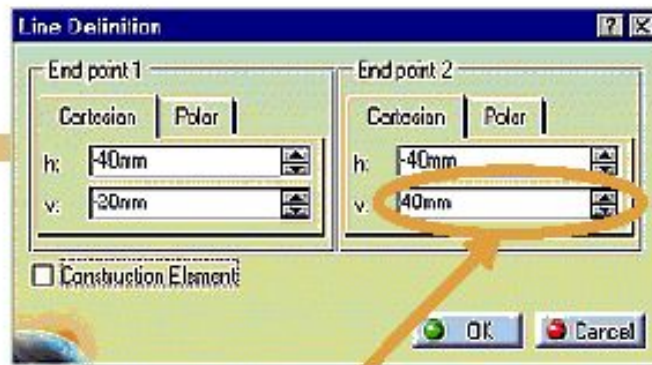 Line Definition
End point 1
Cartesian Polar
h: -40mm
v: -20mm
End point 2
Cartesian Polar
h: -40mm
v: 40mm
Construction Element
OK Cancel